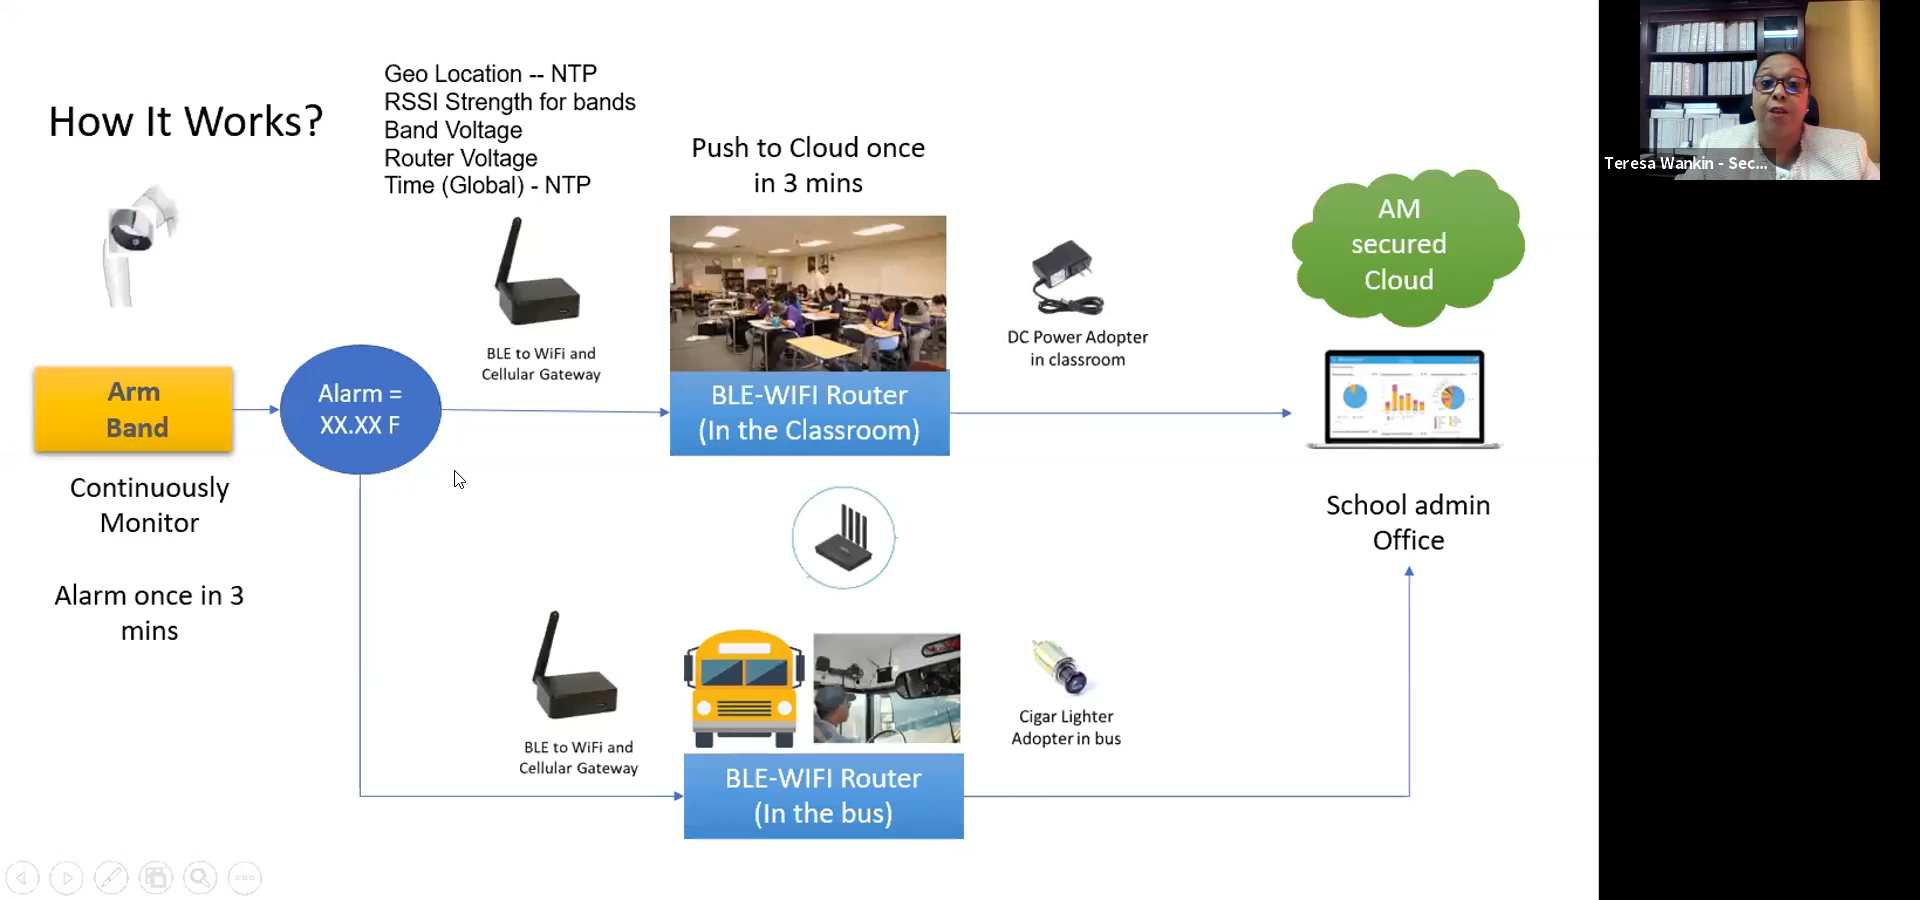 How It Works?
Geo Location -- NTP
RSSI Strength for bands
Band Voltage
Router Voltage
Time (Global) - NTP
Push to Cloud once
in 3 mins
AM
secured
Cloud
BLE to WiFi and
Cellular Gateway
DC Power Adopter
in classroom
Arm
Band
Alarm =
XX.XX F
BLE-WIFI Router
(In the Classroom)
Continuously
Monitor
School admin
Office
Alarm once in 3
mins
BLE to WiFi and
Cellular Gateway
Cigar Lighter
Adopter in bus
BLE-WIFI Router
(In the bus)
Teresa Wankin - Sec...